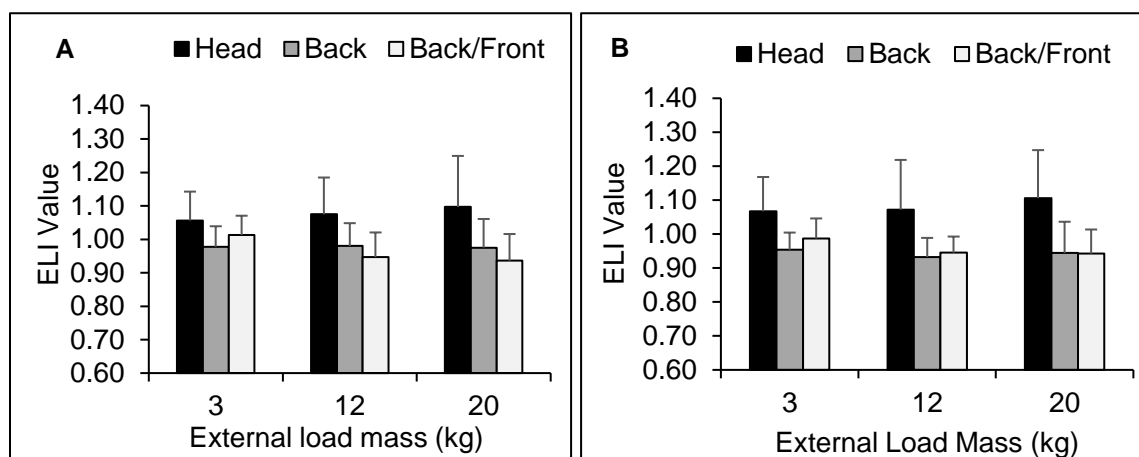 A
Head Back Back/Front
1.40
1.30
1.20
1.10
1.00
0.90
0.80
0.70
0.60
ELI Value
3 12 20
External load mass (kg)
B
Head Back Back/Front
1.40
1.30
1.20
1.10
1.00
0.90
0.80
0.70
0.60
ELI Value
3 12 20
External Load Mass (kg)